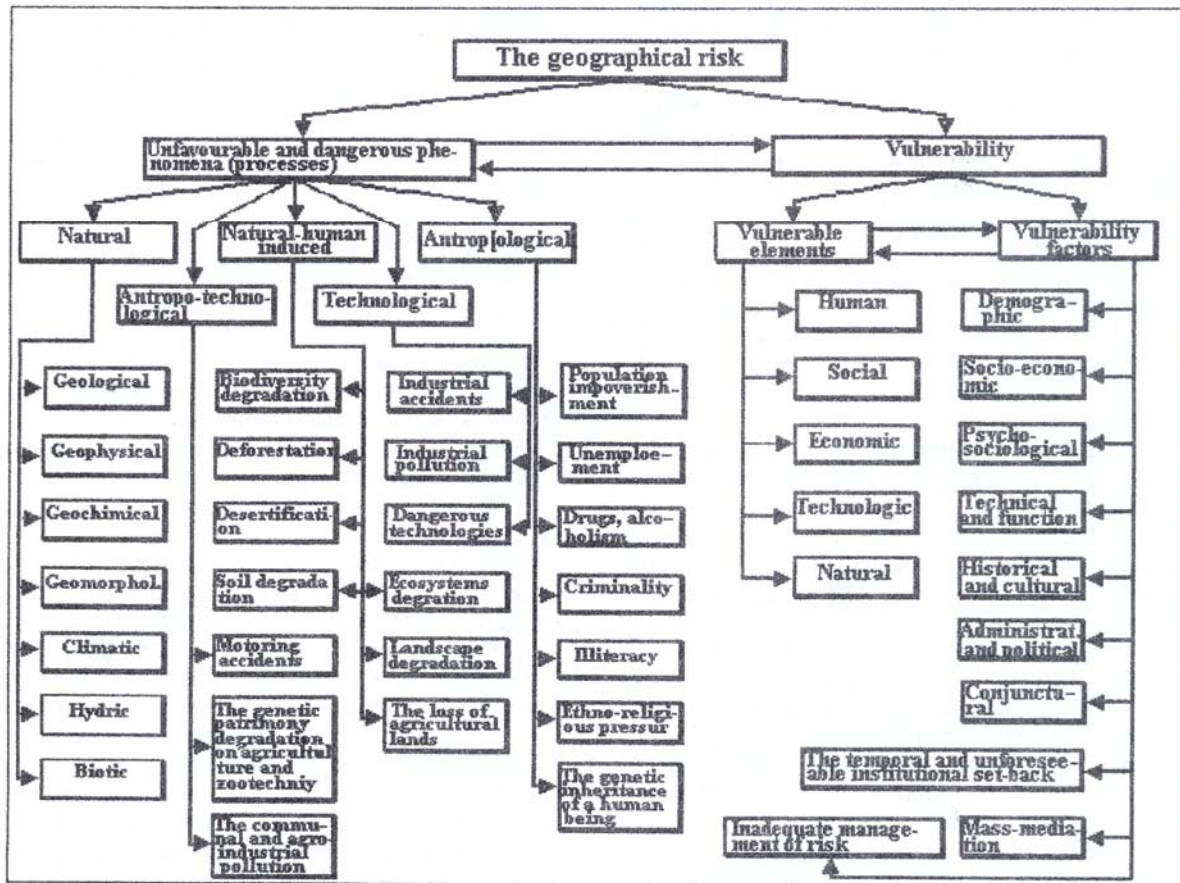 The geographical risk
Unfavourable and dangerous phe-
nomena (processes)
Vulnerability
Natural
Natural-human
induced
Antrop[ological
Vulnerable
elements
Vulnerability
factors
Antropo-techno-
logical
Technological
Human
Demogra-
phic
Geological
Biodiversity
degradation
Industrial
accidents
Population
impoverish-
ment
Social
Socio-econo-
mic
Geophysical
Deforestation
Industrial
pollution
Unemploe-
ment
Economic
Psycho-
sociological
Geochimical
Desertificati-
on
Dangerous
technologies
Drugs, alco-
holism
Technologic
Technical
and function
Geomorphol.
Soil degrada
tion
Ecosystems
degration
Criminality
Natural
Historical
and cultural
Climatic
Motoring
accidents
Landscape
degradation
Illiteracy
Administrat.
and political
Hydric
The genetic
patrimony
degradation
on agricultul
ture and
zootechniy
The loss of
agricultural
lands
Ethno-religi-
ous pressur
Conjunctu-
ral
Biotic
The genetic
inheritance
of a human
being
The temporal and unforesee-
able institutional set-back
The commu-
nal and agro
industrial
pollution
Inadequate manage-
ment of risk
Mass-media-
tion